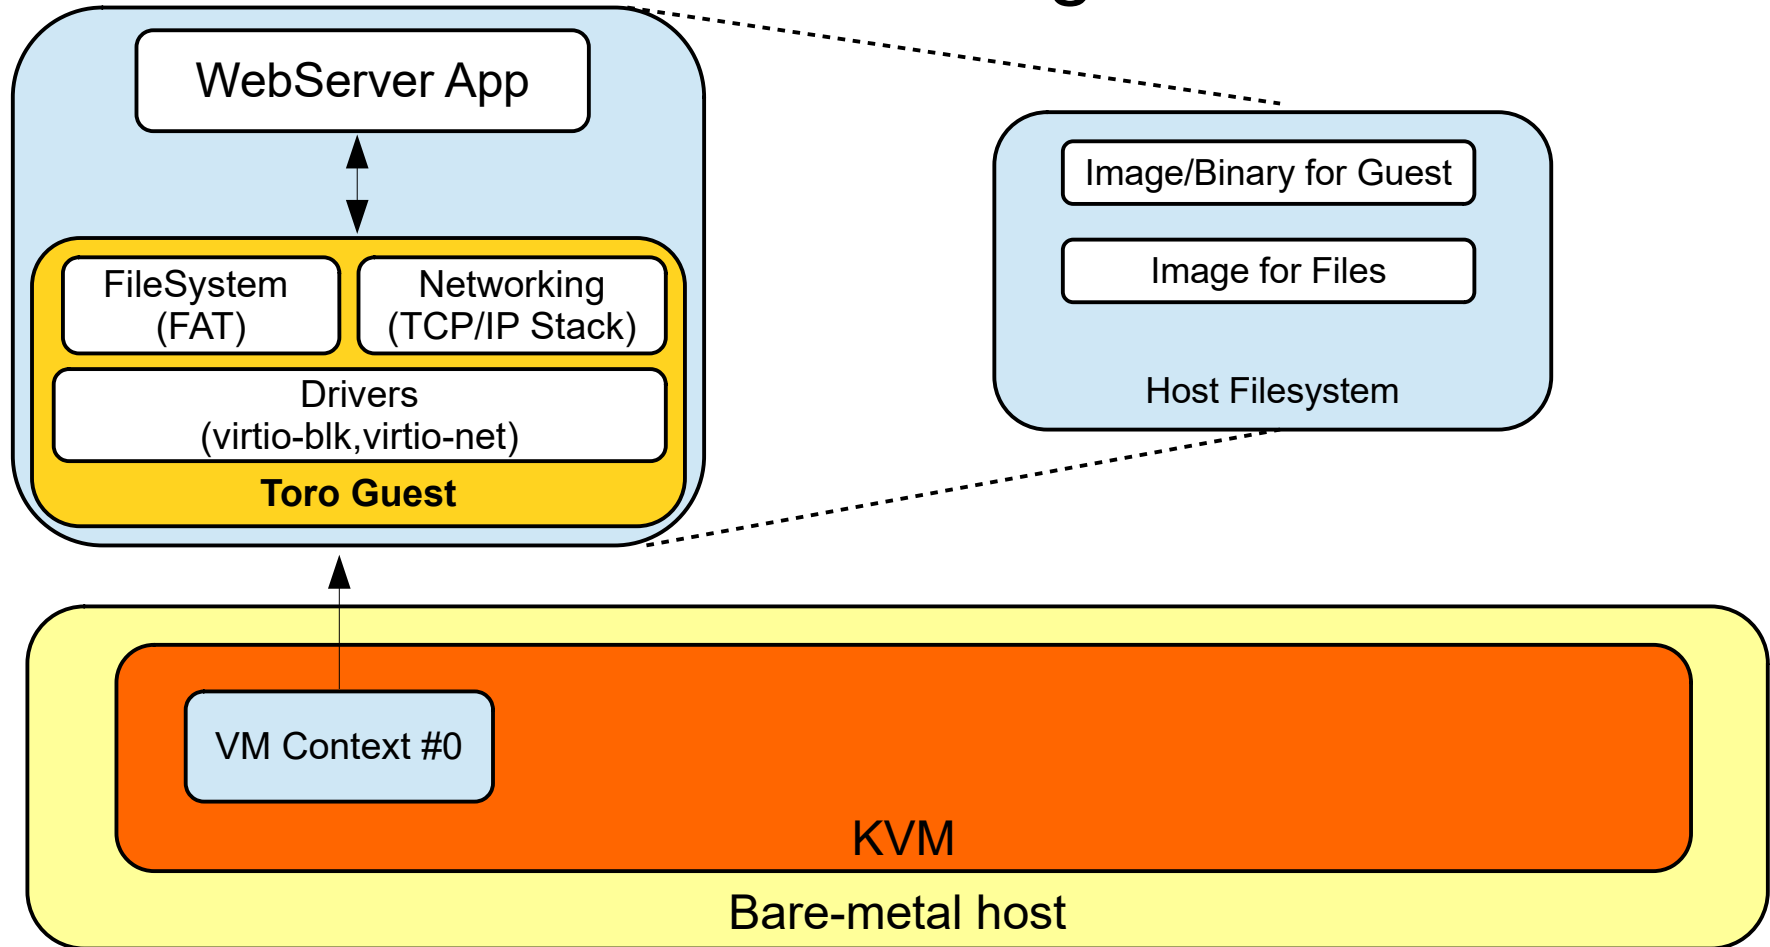 WebServer App
FileSystem
(FAT)
Networking
(TCP/IP Stack)
Drivers
(virtio-blk,virtio-net)
Toro Guest
Image/Binary for Guest
Image for Files
Host Filesystem
VM Context #0
KVM
Bare-metal host